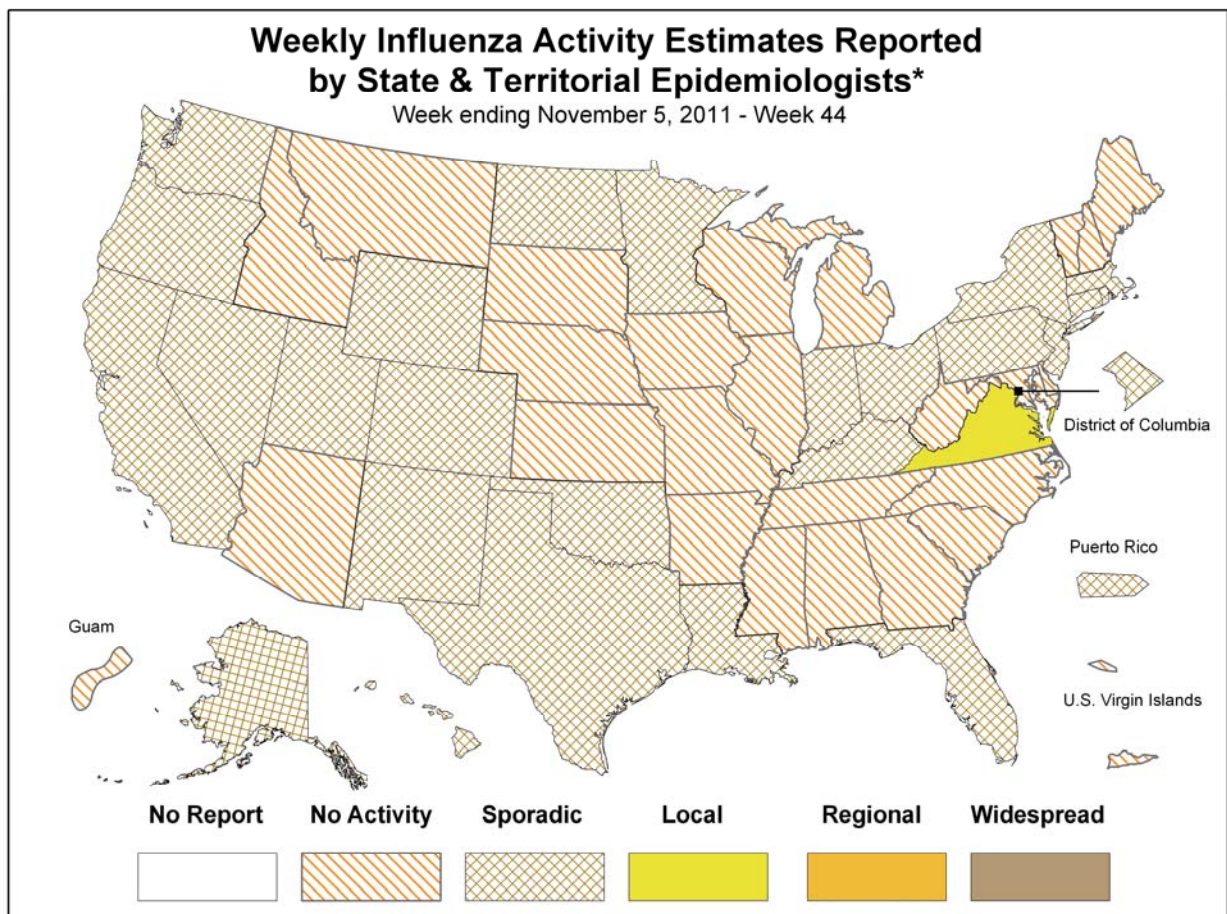 Weekly Influenza Activity Estimates Reported
by State & Territorial Epidemiologists*
Week ending November 5, 2011 - Week 44
District of Columbia
Puerto Rico
Guam
U.S. Virgin Islands
No Report
No Activity
Sporadic
Local
Regional
Widespread